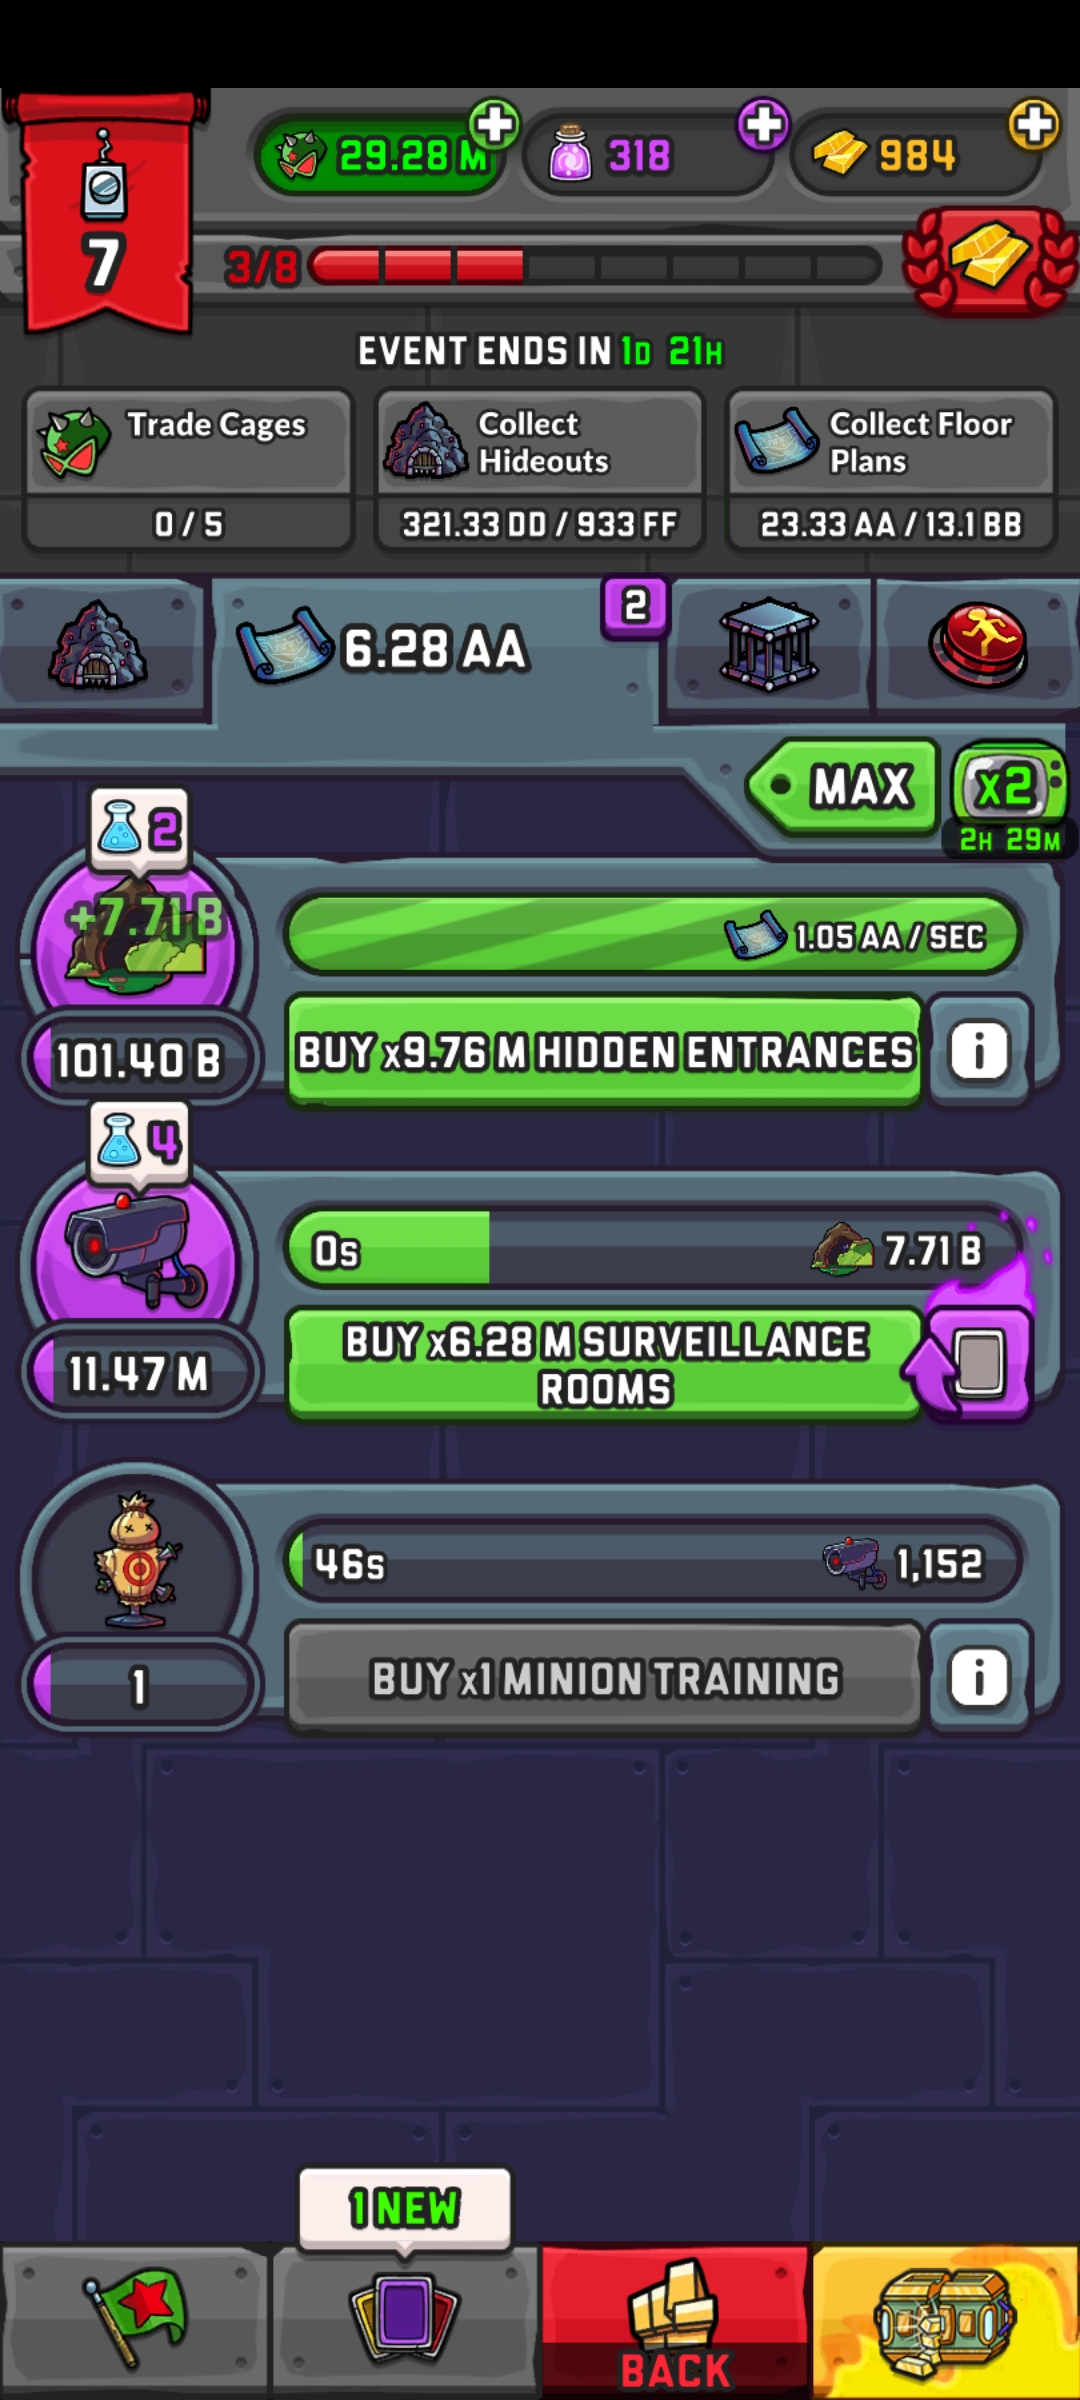 29.28 M
318
984
7
3/8
EVENT ENDS IN 1D 21H
Trade Cages
0 / 5
Collect
Hideouts
321.33 DD / 933 FF
Collect Floor
Plans
23.33 AA / 13.1 BB
6.28 AA
2
MAX
x2
2H 29M
2
+7.71 B
1.05 AA / SEC
101.40 B
BUY x9.76 M HIDDEN ENTRANCES
i
4
0s
7.71 B
11.47 M
BUY x6.28 M SURVEILLANCE
ROOMS
46s
1,152
1
BUY x1 MINION TRAINING
i
1 NEW
BACK